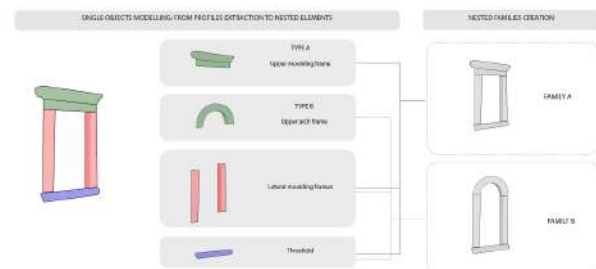 SINGLE OBJECTS MODELLING: FROM PROFILES EXTRACTION TO NESTED ELEMENTS
NESTED FAMILIES CREATION
TYPE A
Upper moulding frame
TYPE B
Upper arch frame
Lateral moulding frames
Threshold
FAMILY A
FAMILY B